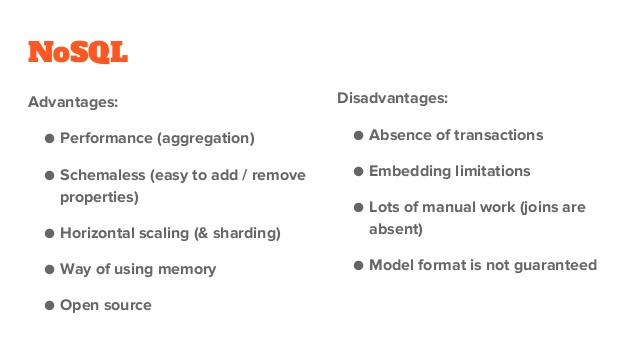 NoSQL
Advantages:
● Performance (aggregation)
● Schemaless (easy to add / remove
properties)
● Horizontal scaling (& sharding)
● Way of using memory
● Open source
Disadvantages:
● Absence of transactions
● Embedding limitations
● Lots of manual work (joins are
absent)
● Model format is not guaranteed